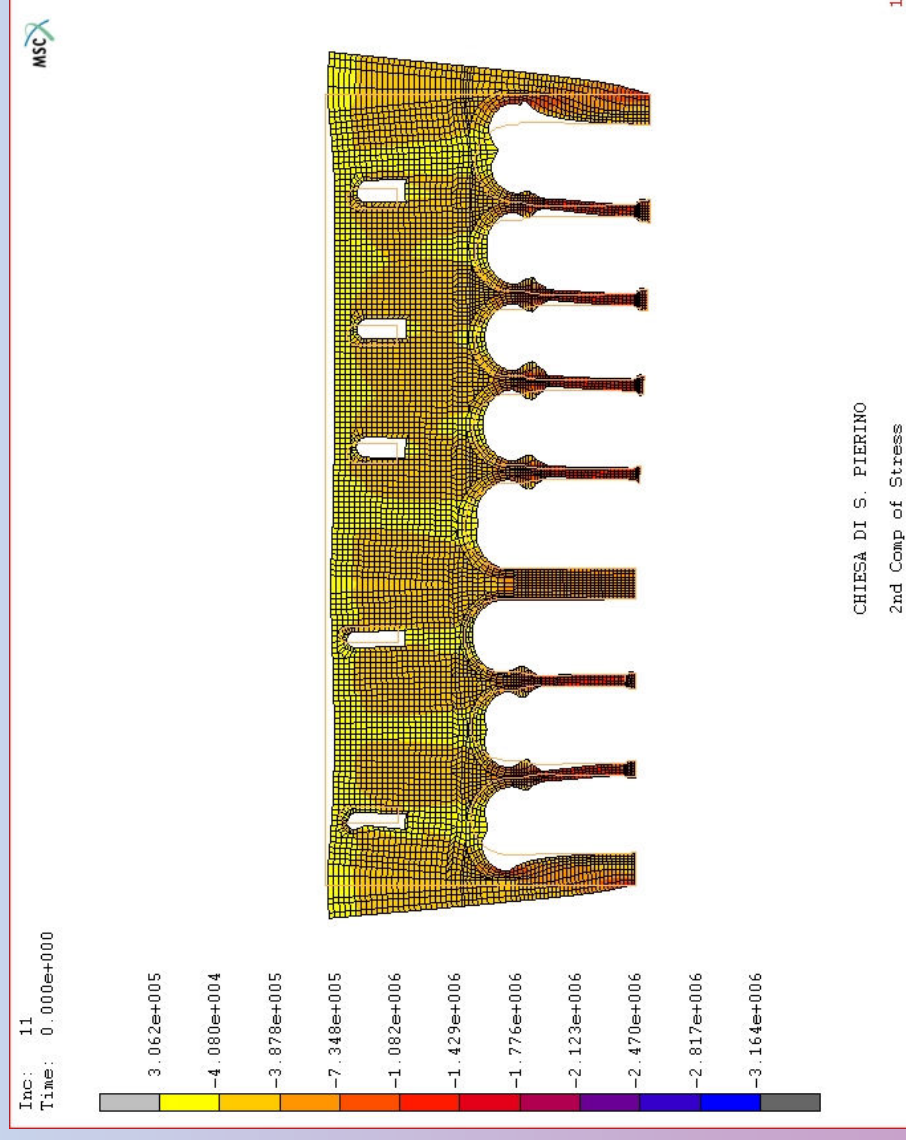 Inc: 11
Time: 0.000e+000
MSC
3.062e+005
-4.080e+004
-3.878e+005
-7.348e+005
-1.082e+006
-1.429e+006
-1.776e+006
-2.123e+006
-2.470e+006
-2.817e+006
-3.164e+006
CHIESA DI S. PIERINO
2nd Comp of Stress
1